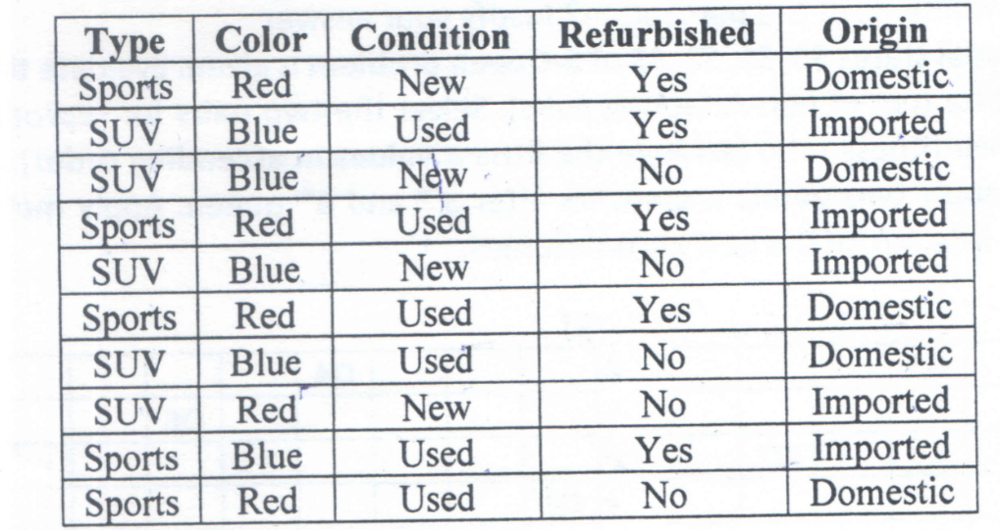 Type Color Condition Refurbished Origin
Sports Red New Yes Domestic
SUV Blue Used Yes Imported
SUV Blue New No Domestic
Sports Red Used Yes Imported
SUV Blue New No Imported
Sports Red Used Yes Domestic
SUV Blue Used No Domestic
SUV Red New No Imported
Sports Blue Used Yes Imported
Sports Red Used No Domestic